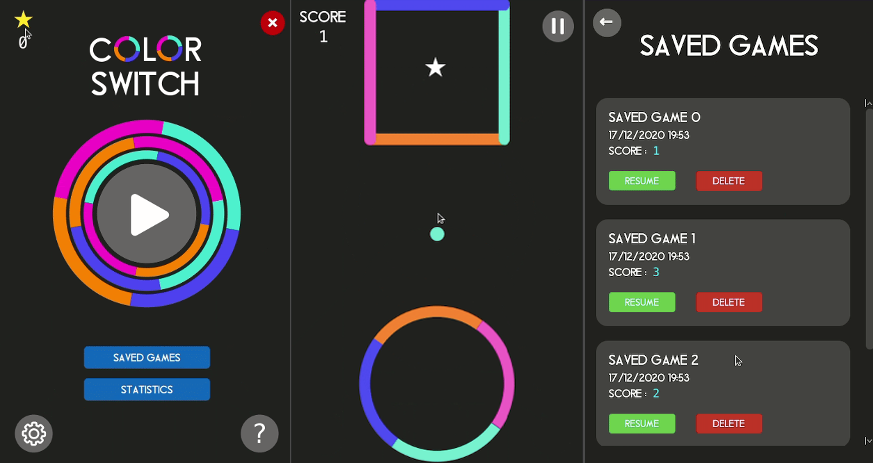 0
COLOR
SWITCH
SAVED GAMES
STATISTICS
?
SCORE
1
SAVED GAMES
SAVED GAME 0
17/12/2020 19:53
SCORE : 1
RESUME DELETE
SAVED GAME 1
17/12/2020 19:53
SCORE : 3
RESUME DELETE
SAVED GAME 2
17/12/2020 19:53
SCORE : 2
RESUME DELETE